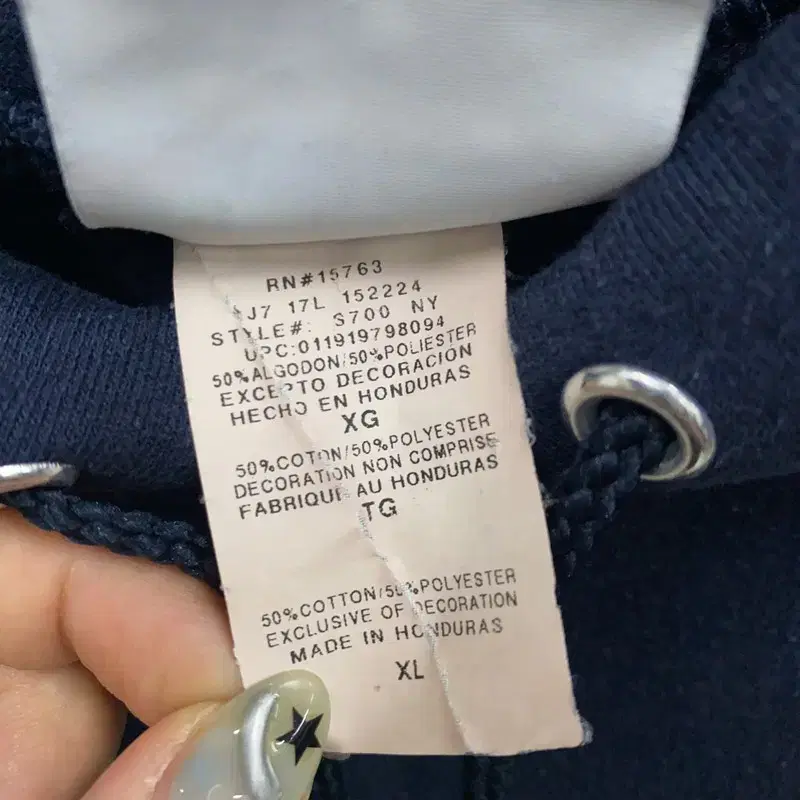 RN#15763
J7 17L 152224
STYLE#: S700 NY
UPC:011919798094
50%ALGODON/50%POLIESTER
EXCEPTO DECORACIÓN
HECHO EN HONDURAS
XG
50%COTON/50%POLYESTER
DECORATION NON COMPRISE
FABRIQUÉ AU HONDURAS
TG
50%COTTON/50%POLYESTER
EXCLUSIVE OF DECORATION
MADE IN HONDURAS
XL